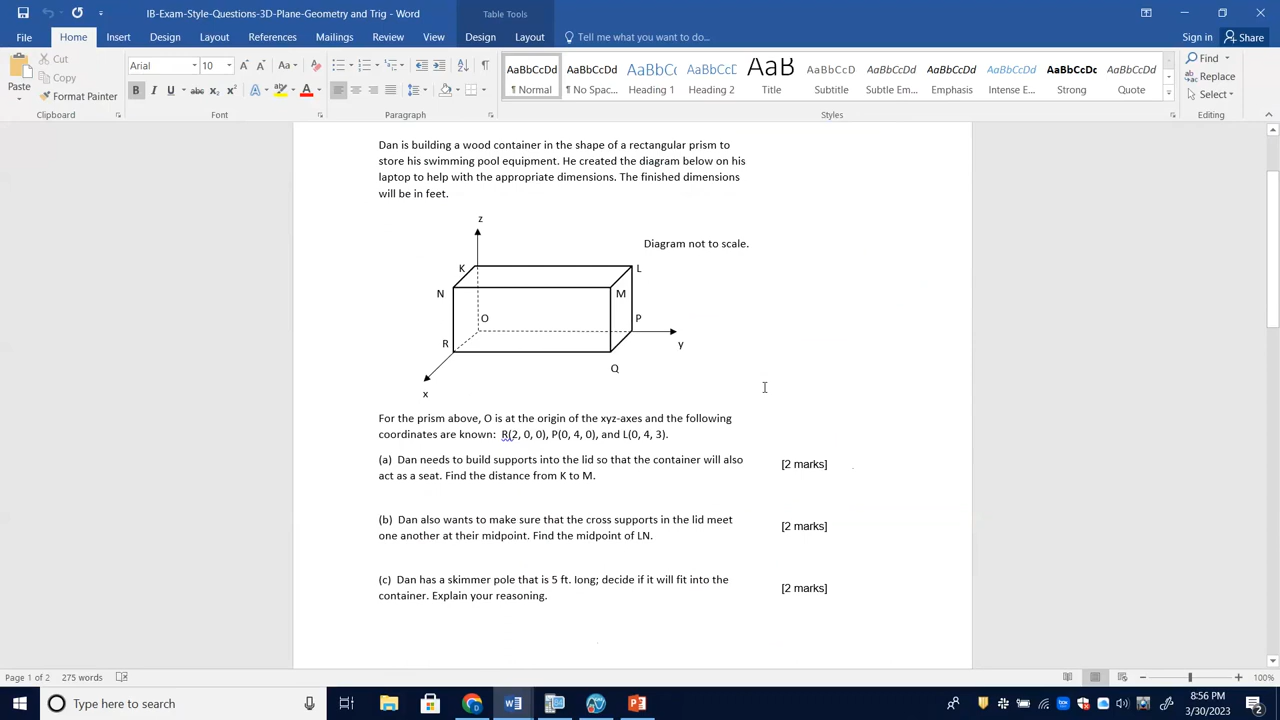 IB-Exam-Style-Questions-3D-Plane-Geometry-and-Trig - Word
Table Tools
File Home Insert Design Layout References Mailings Review View Design Layout Tell me what you want to do... Sign in Share
Cut
Copy
Paste
Format Painter
Arial 10
AaBbCcDd AaBbCcDd AaBbC( AaBbCcC AaB AaBbCcD AaBbCcDd AaBbCcDd AaBbCcDd AaBbCcDc AaBbCcDd
¶ Normal ¶ No Spac... Heading 1 Heading 2 Title Subtitle Subtle Em... Emphasis Intense E... Strong Quote
Find
Replace
Select
Clipboard Font Paragraph Styles Editing
Dan is building a wood container in the shape of a rectangular prism to
store his swimming pool equipment. He created the diagram below on his
laptop to help with the appropriate dimensions. The finished dimensions
will be in feet.
z
Diagram not to scale.
K L
N M
O P
R y
Q
x
For the prism above, O is at the origin of the xyz-axes and the following
coordinates are known: R(2, 0, 0), P(0, 4, 0), and L(0, 4, 3).
(a) Dan needs to build supports into the lid so that the container will also [2 marks]
act as a seat. Find the distance from K to M.
(b) Dan also wants to make sure that the cross supports in the lid meet [2 marks]
one another at their midpoint. Find the midpoint of LN.
(c) Dan has a skimmer pole that is 5 ft. long; decide if it will fit into the [2 marks]
container. Explain your reasoning.
Page 1 of 2 275 words 100%
Type here to search
8:56 PM
3/30/2023
2